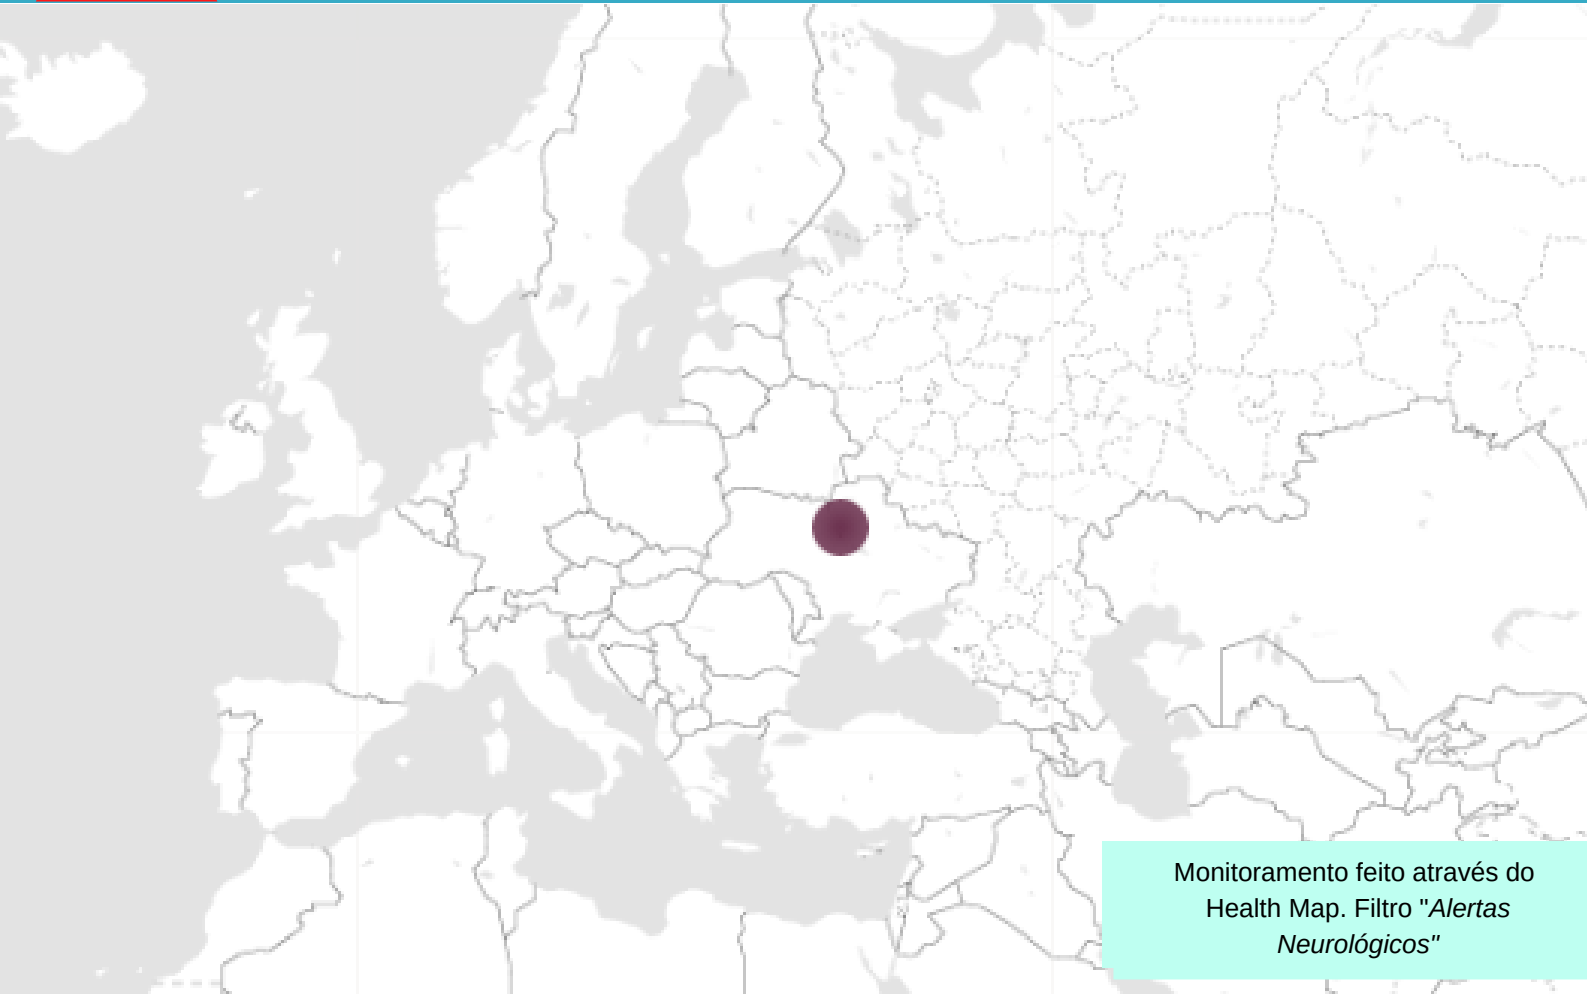 Monitoramento feito através do
Health Map. Filtro "Alertas
Neurológicos"